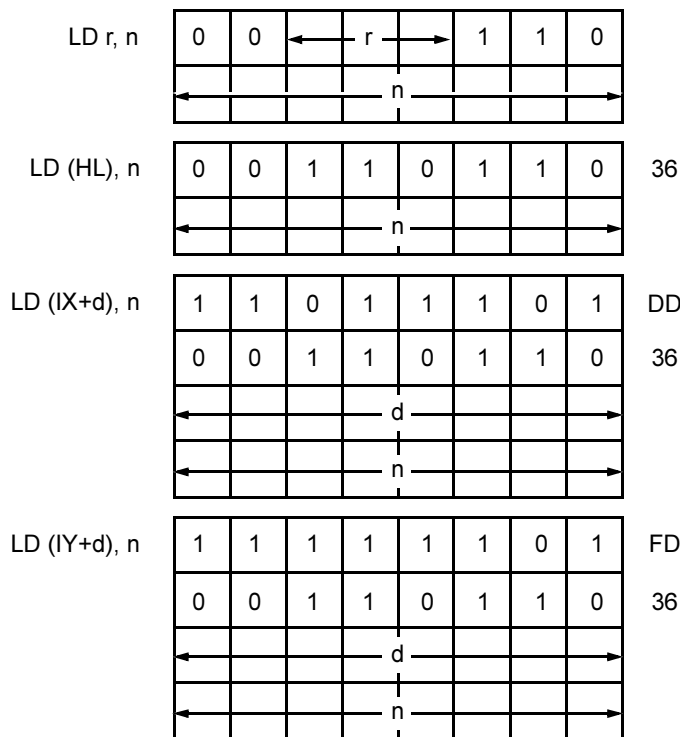 LD r, n 0 0 r 1 1 0
n
LD (HL), n 0 0 1 1 0 1 1 0 36
n
LD (IX+d), n 1 1 0 1 1 1 0 1 DD
0 0 1 1 0 1 1 0 36
d
n
LD (IY+d), n 1 1 1 1 1 1 0 1 FD
0 0 1 1 0 1 1 0 36
d
n